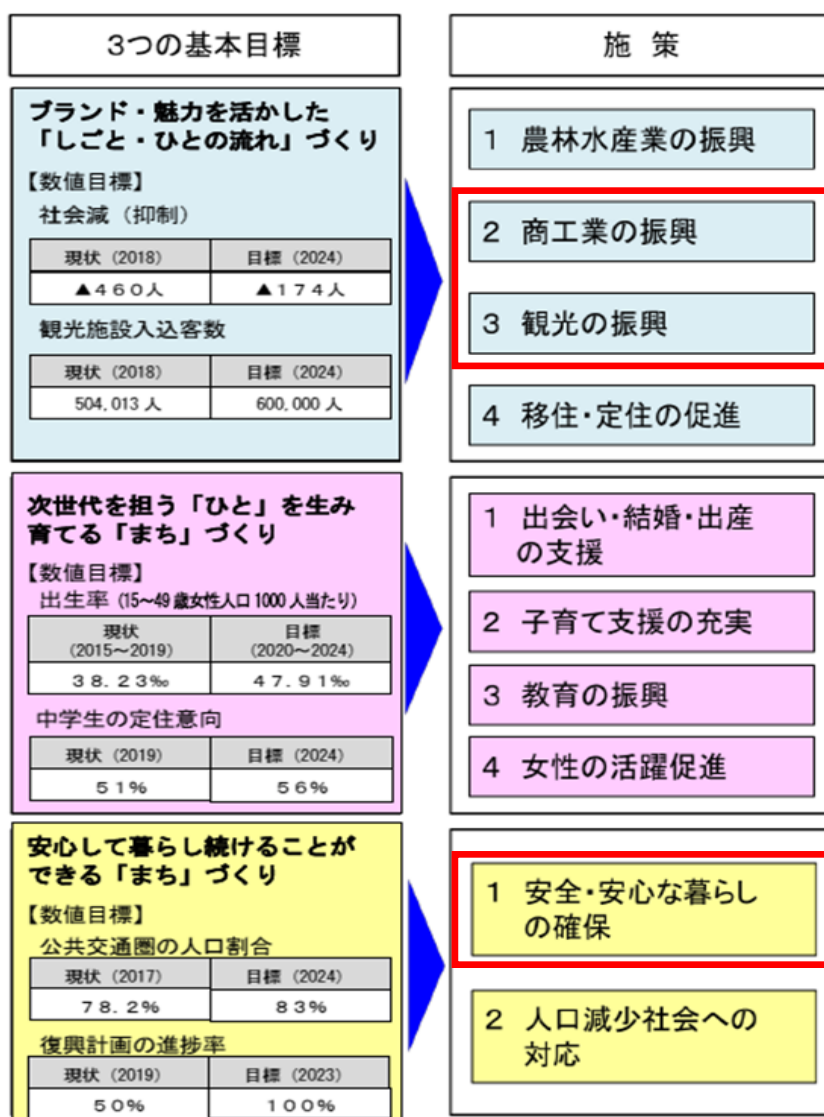 3つの基本目標
施 策
ブランド・魅力を活かした
「しごと・ひとの流れ」づくり
【数値目標】
社会減（抑制）
現状（2018） 目標（2024）
▲４６０人 ▲１７４人
観光施設入込客数
現状（2018） 目標（2024）
504,013 人 600,000 人
1 農林水産業の振興
2 商工業の振興
3 観光の振興
4 移住・定住の促進
次世代を担う「ひと」を生み
育てる「まち」づくり
【数値目標】
出生率（15～49 歳女性人口 1000 人当たり）
現状 目標
（2015～2019） （2020～2024）
３８．２３‰ ４７．９１‰
中学生の定住意向
現状（2019） 目標（2024）
５１% ５６%
1 出会い・結婚・出産
の支援
2 子育て支援の充実
3 教育の振興
4 女性の活躍促進
安心して暮らし続けることが
できる「まち」づくり
【数値目標】
公共交通圏の人口割合
現状（2017） 目標（2024）
７８．２% ８３%
復興計画の進捗率
現状（2019） 目標（2023）
５０% １００%
1 安全・安心な暮らし
の確保
2 人口減少社会への
対応